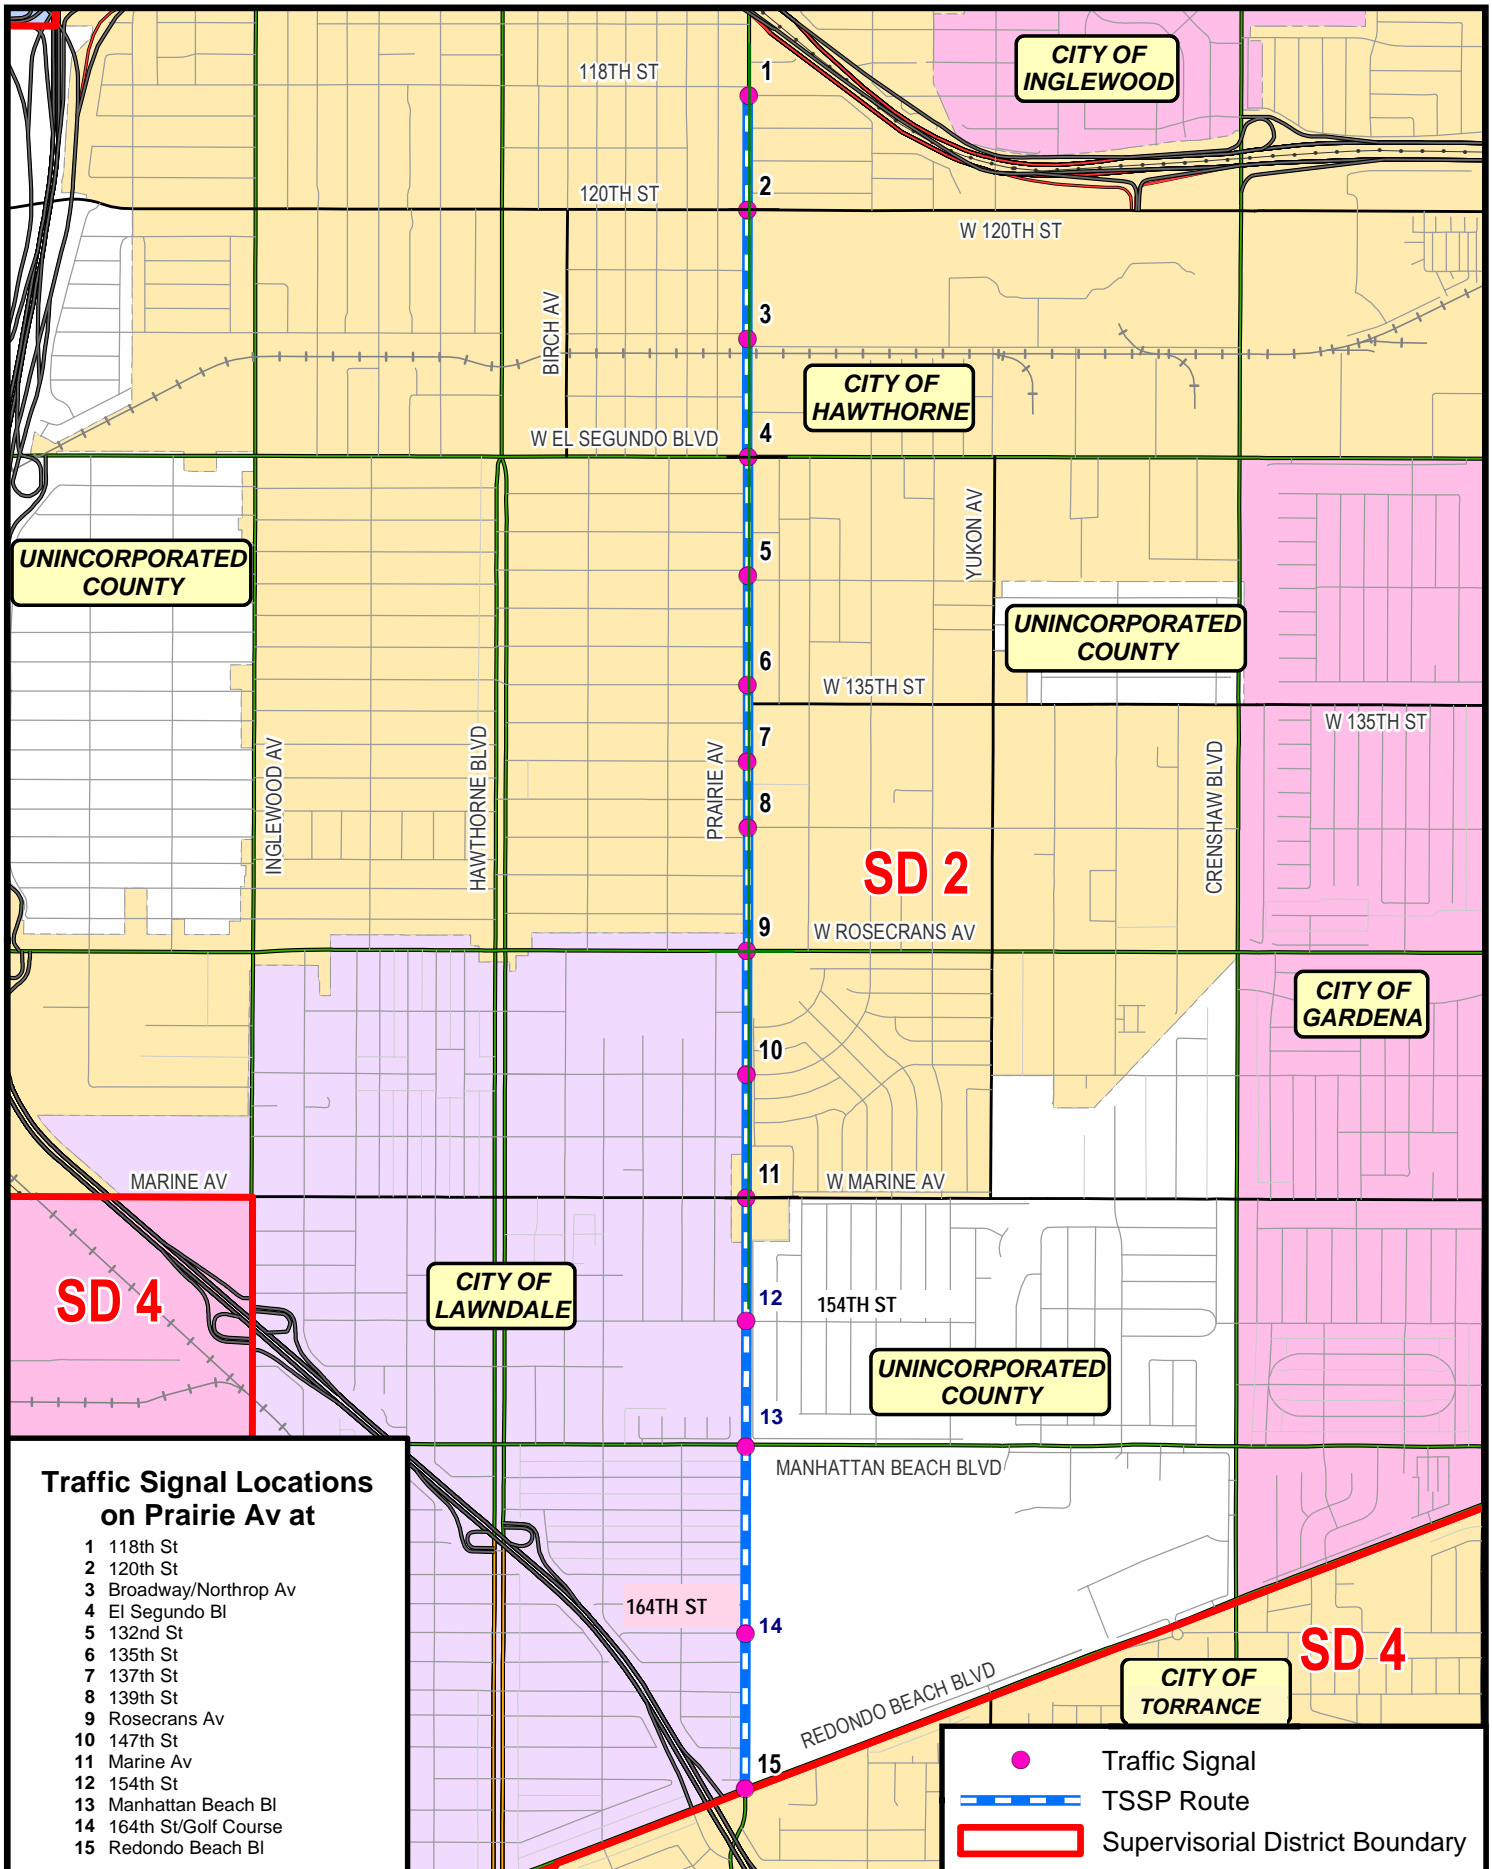 118TH ST
1
CITY OF
INGLEWOOD
2
120TH ST
W 120TH ST
BIRCH AV
3
CITY OF
HAWTHORNE
W EL SEGUNDO BLVD
4
UNINCORPORATED
COUNTY
5
YUKON AV
UNINCORPORATED
COUNTY
6
W 135TH ST
W 135TH ST
INGLEWOOD AV
HAWTHORNE BLVD
PRAIRIE AV
7
CRENSHAW BLVD
8
SD 2
9
W ROSECRANS AV
CITY OF
GARDENA
10
11
MARINE AV
W MARINE AV
SD 4
CITY OF
LAWNDALE
12
154TH ST
UNINCORPORATED
COUNTY
13
MANHATTAN BEACH BLVD
164TH ST
14
SD 4
REDONDO BEACH BLVD
CITY OF
TORRANCE
15
Traffic Signal Locations
on Prairie Av at
1 118th St
2 120th St
3 Broadway/Northrop Av
4 El Segundo Bl
5 132nd St
6 135th St
7 137th St
8 139th St
9 Rosecrans Av
10 147th St
11 Marine Av
12 154th St
13 Manhattan Beach Bl
14 164th St/Golf Course
15 Redondo Beach Bl
Traffic Signal
TSSP Route
Supervisorial District Boundary